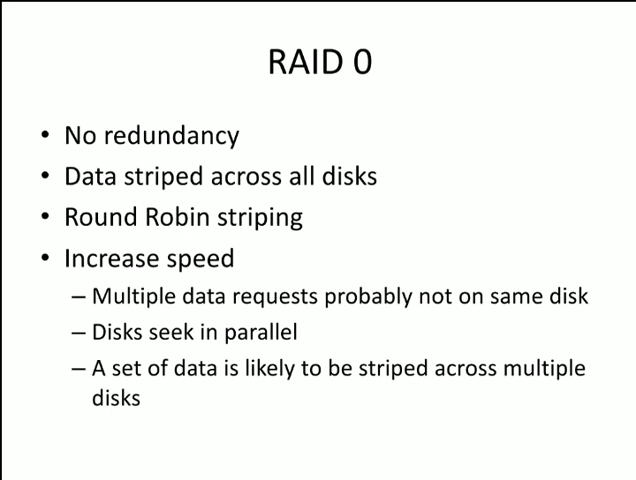 RAID 0
• No redundancy
• Data striped across all disks
• Round Robin striping
• Increase speed
– Multiple data requests probably not on same disk
– Disks seek in parallel
– A set of data is likely to be striped across multiple
disks